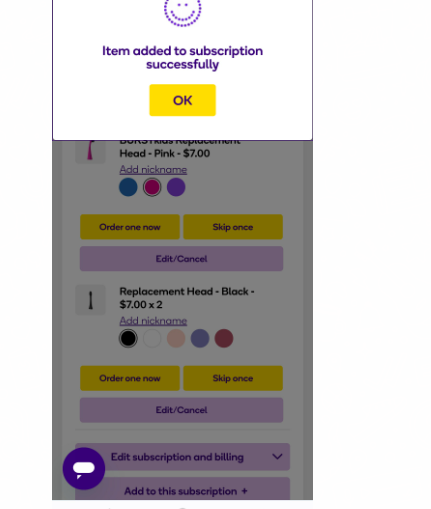 Item added to subscription
successfully
OK
BURSTkids Replacement
Head - Pink - $7.00
Add nickname
Order one now
Skip once
Edit/Cancel
Replacement Head - Black -
$7.00 x 2
Add nickname
Order one now
Skip once
Edit/Cancel
Edit subscription and billing
Add to this subscription +